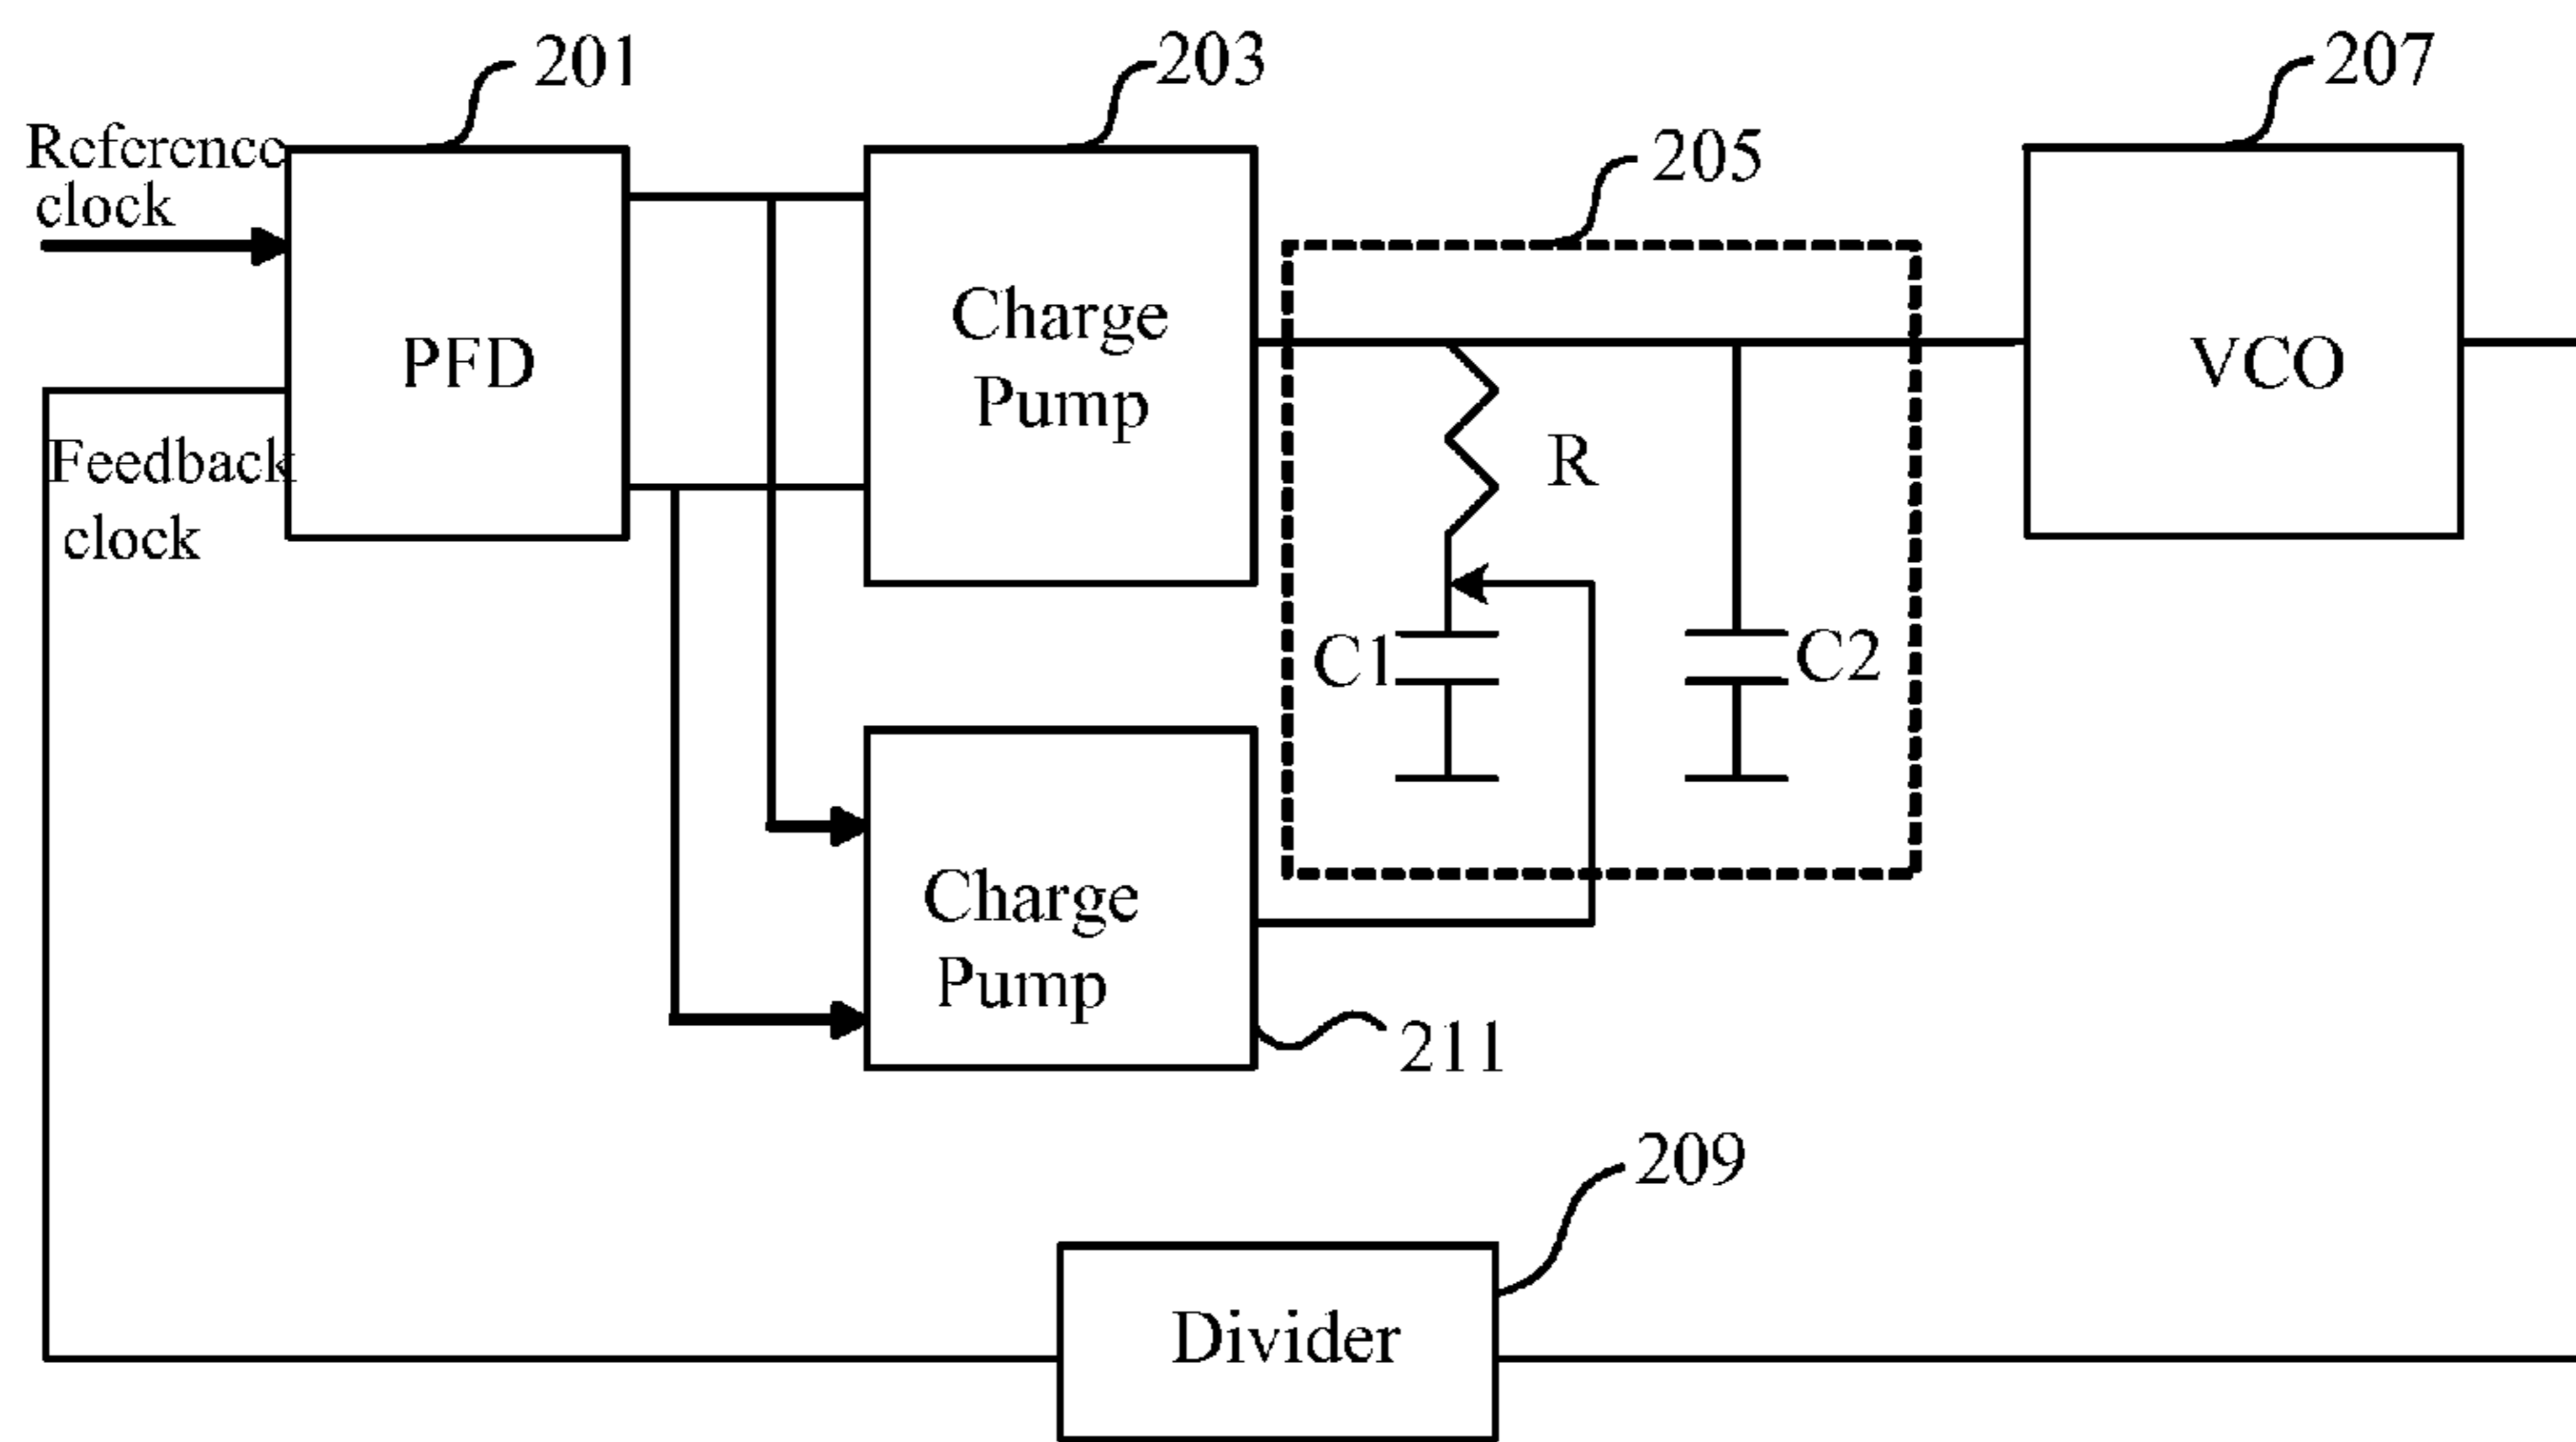 201
203
207
205
Reference
clock
PFD
Charge
Pump
VCO
Feedback
clock
R
C1
C2
Charge
Pump
211
209
Divider